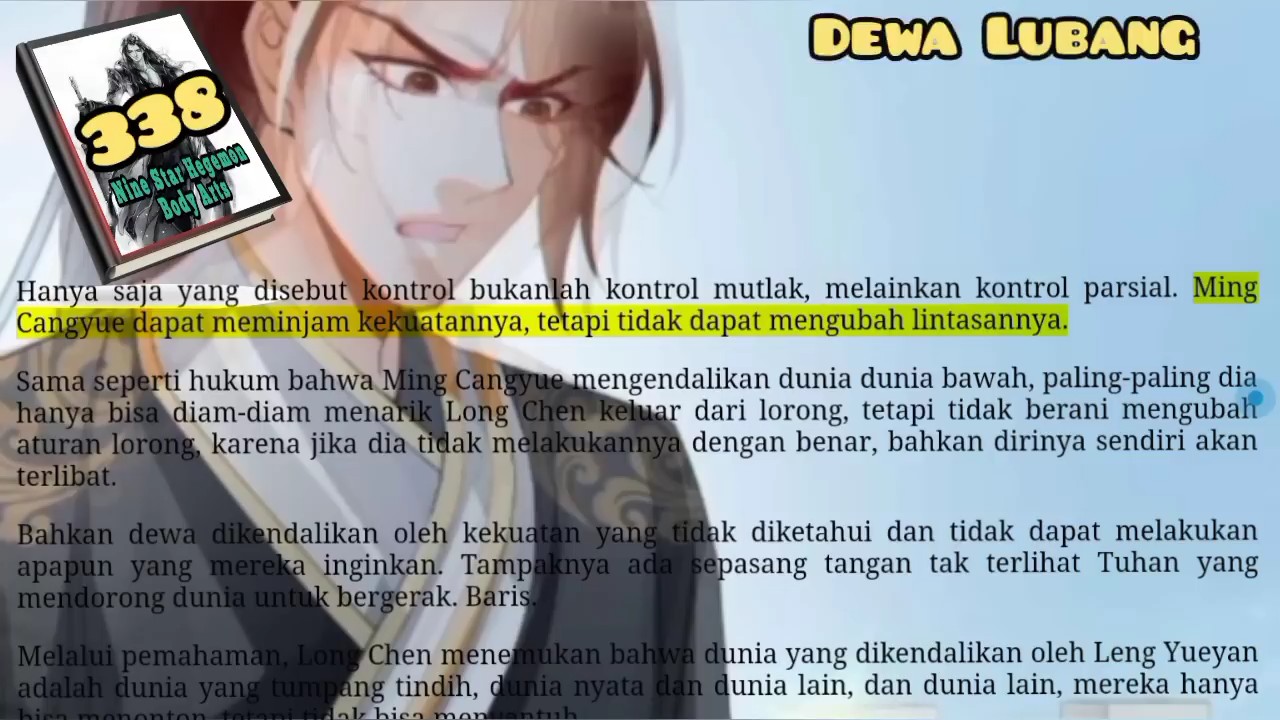 DEWA LUBANG
338
Nine Star Hegemon
Body Arts
Hanya saja yang disebut kontrol bukanlah kontrol mutlak, melainkan kontrol parsial. Ming
Cangyue dapat meminjam kekuatannya, tetapi tidak dapat mengubah lintasannya.
Sama seperti hukum bahwa Ming Cangyue mengendalikan dunia dunia bawah, paling-paling dia
hanya bisa diam-diam menarik Long Chen keluar dari lorong, tetapi tidak berani mengubah
aturan lorong, karena jika dia tidak melakukannya dengan benar, bahkan dirinya sendiri akan
terlibat.
Bahkan dewa dikendalikan oleh kekuatan yang tidak diketahui dan tidak dapat melakukan
apapun yang mereka inginkan. Tampaknya ada sepasang tangan tak terlihat Tuhan yang
mendorong dunia untuk bergerak. Baris.
Melalui pemahaman, Long Chen menemukan bahwa dunia yang dikendalikan oleh Leng Yueyan
adalah dunia yang tumpang tindih, dunia nyata dan dunia lain, dan dunia lain, mereka hanya
bisa menonton, tetapi tidak bisa menyentuh.